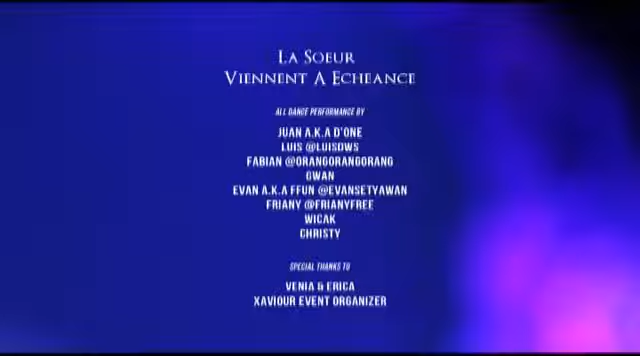 LA SOEUR
VIENNENT A ECHEANCE
ALL DANCE PERFORMANCE BY
JUAN A.K.A D'ONE
LUIS @LUISDWS
FABIAN @ORANGORANGORANG
GWAN
EVAN A.K.A FFUN @EVANSETYAWAN
FRIANY @FRIANYFREE
WICAK
CHRISTY
SPECIAL THANKS TO
VENIA & ERICA
XAVIOUR EVENT ORGANIZER